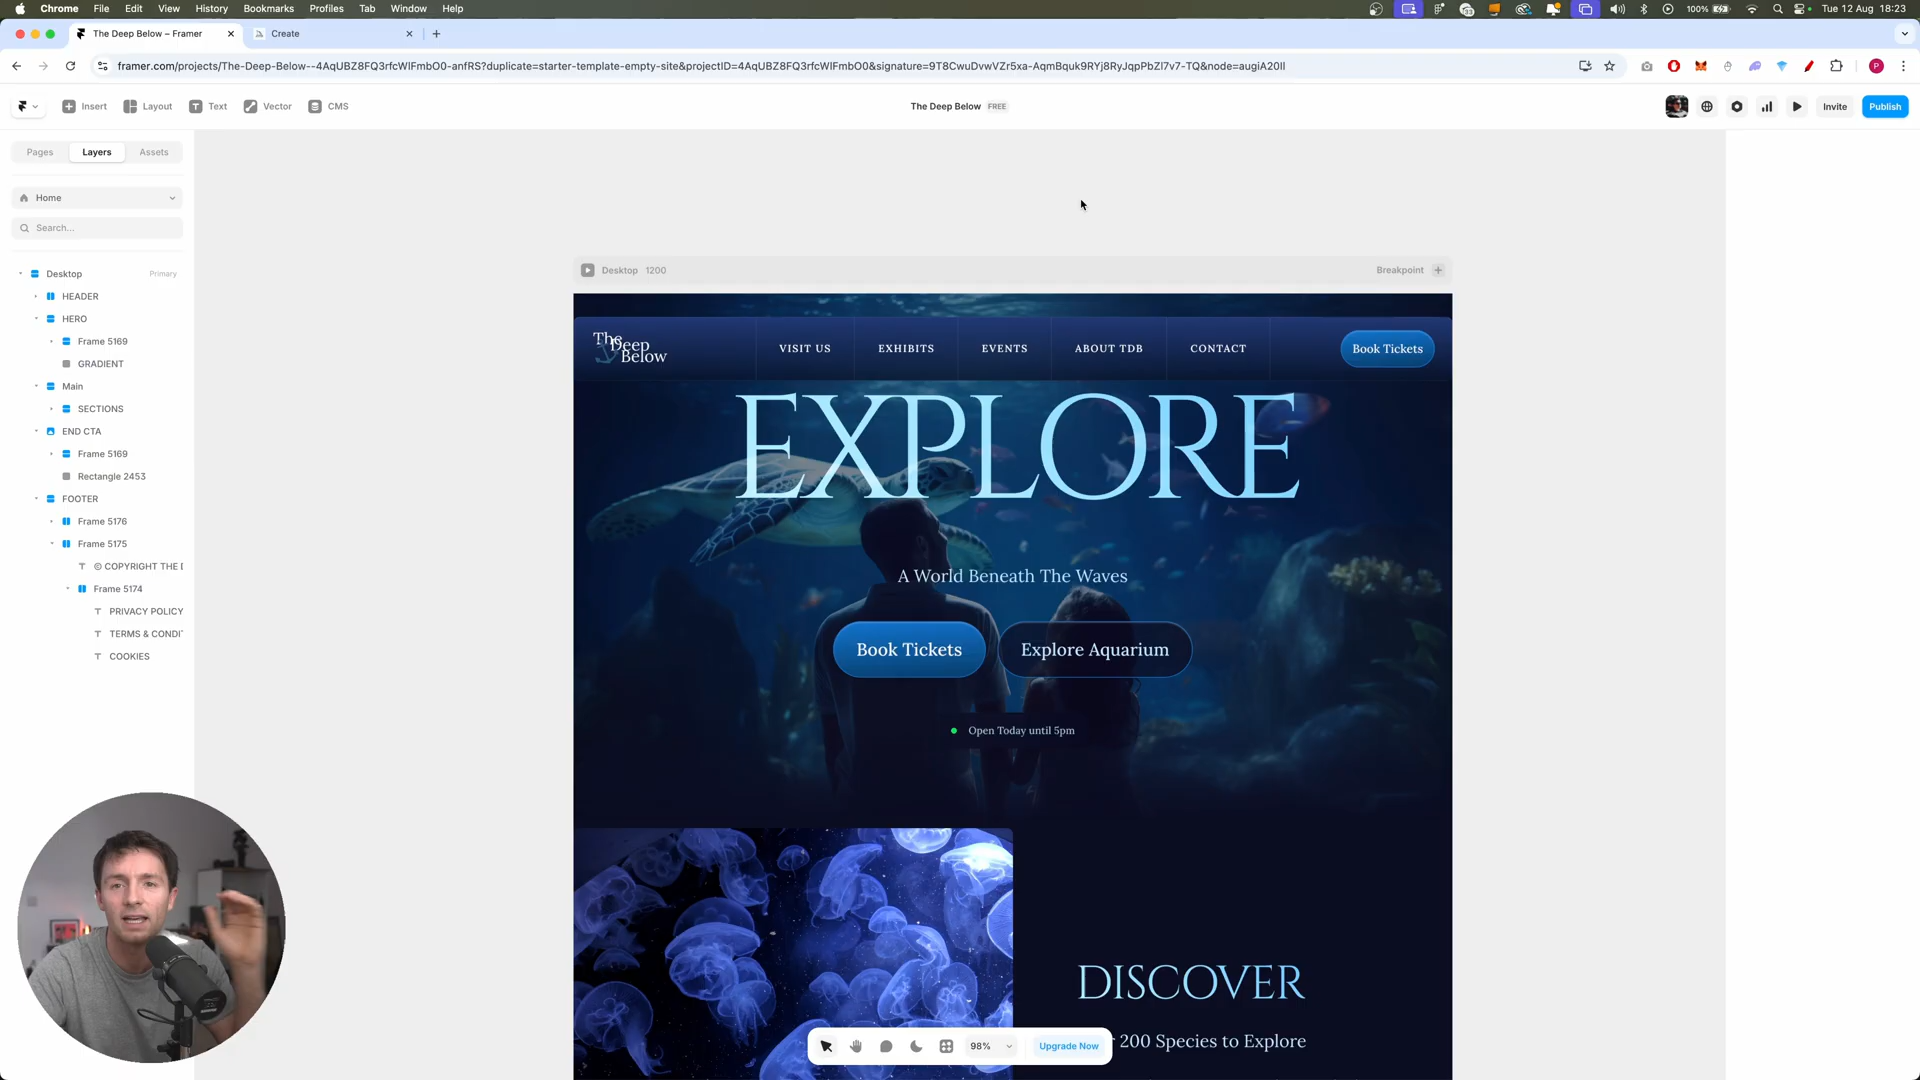 Chrome File Edit View History Bookmarks Profiles Tab Window Help
100% Tue 12 Aug 18:23
The Deep Below – Framer
Create
framer.com/projects/The-Deep-Below--4AqUBZ8FQ3rfcWlFmbO0-anfRS?duplicate=starter-template-empty-site&projectID=4AqUBZ8FQ3rfcWlFmbO0&signature=9T8CwuDvwVZr5xa-AqmBquk9RYj8RyJqpPbZl7v7-TQ&node=augiA20Il
P
Insert Layout Text Vector CMS
The Deep Below FREE
Invite Publish
Pages Layers Assets
Home
Search...
Desktop Primary
HEADER
HERO
Frame 5169
GRADIENT
Main
SECTIONS
END CTA
Frame 5169
Rectangle 2453
FOOTER
Frame 5176
Frame 5175
© COPYRIGHT THE
Frame 5174
PRIVACY POLICY
TERMS & CONDI
COOKIES
Desktop 1200
Breakpoint
The
Deep
Below
VISIT US EXHIBITS EVENTS ABOUT TDB CONTACT
Book Tickets
EXPLORE
A World Beneath The Waves
Book Tickets Explore Aquarium
Open Today until 5pm
DISCOVER
200 Species to Explore
98% Upgrade Now